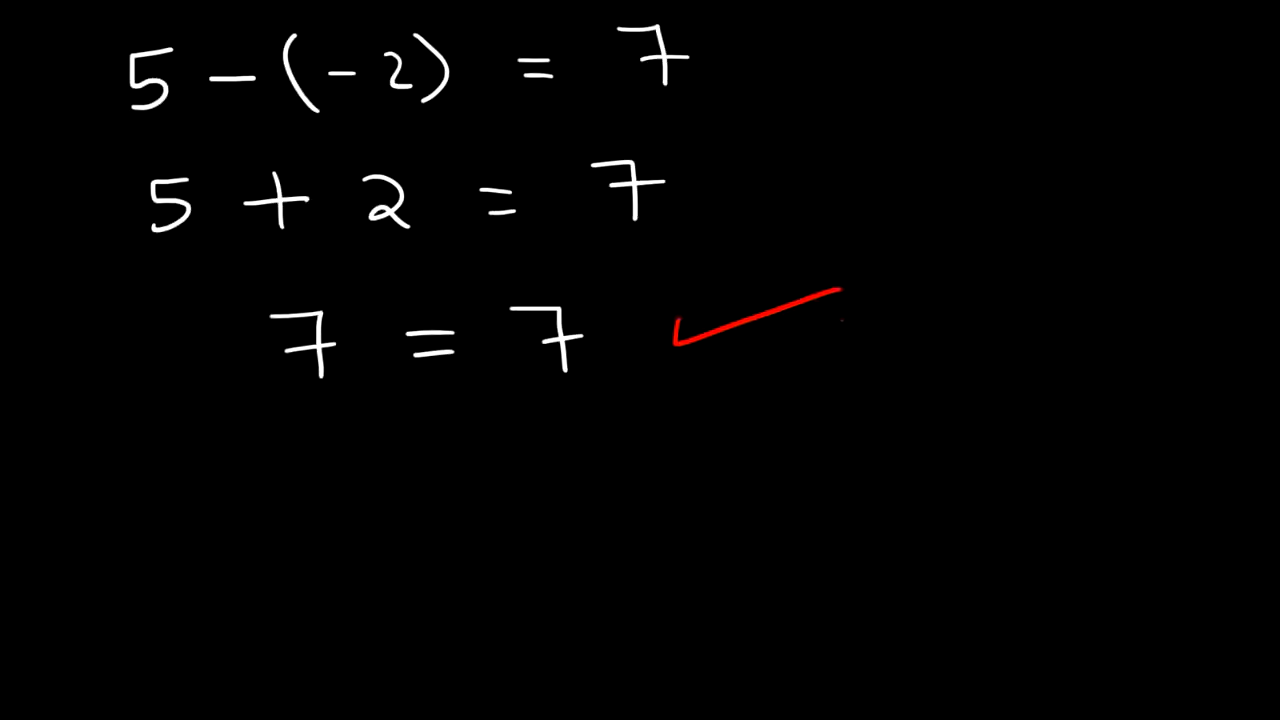 5 - (-2) = 7
5 + 2 = 7
7 = 7 ✓